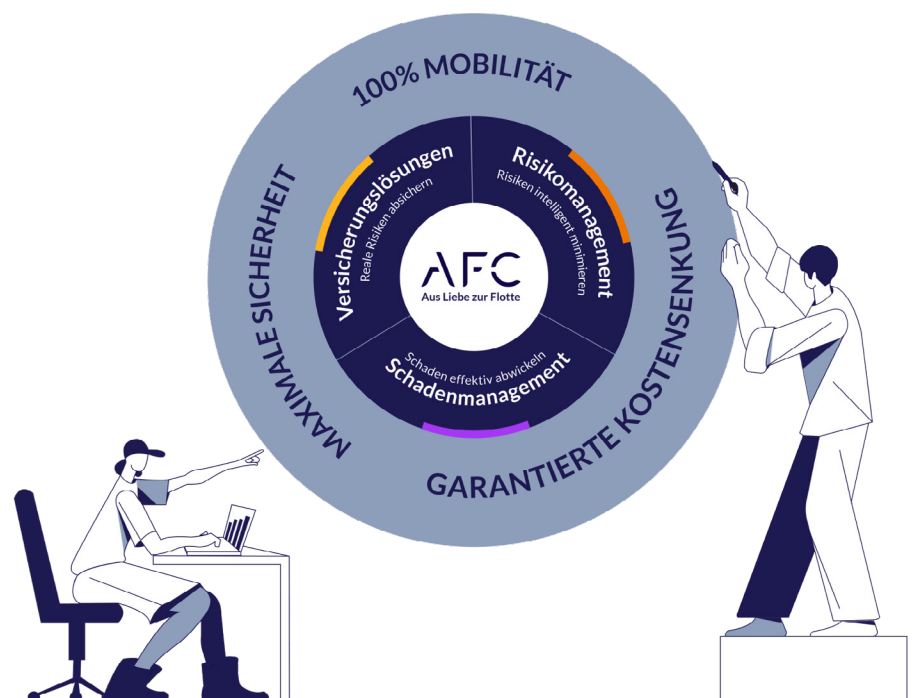 100% MOBILITÄT
MAXIMALE SICHERHEIT
GARANTIERTE KOSTENSENKUNG
Versicherungslösungen
Reale Risiken absichern
Risikomanagement
Risiken intelligent minimieren
AFC
Aus Liebe zur Flotte
Schaden effektiv abwickeln
Schadenmanagement